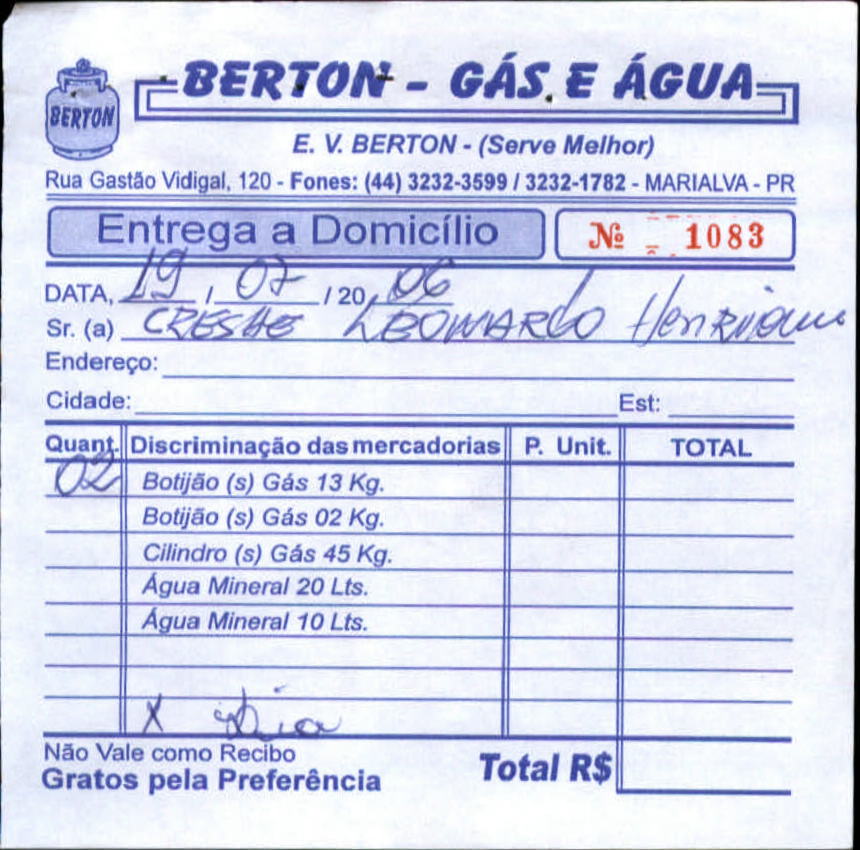 BERTON - GÁS E ÁGUA
BERTON
E. V. BERTON - (Serve Melhor)
Rua Gastão Vidigal, 120 - Fones: (44) 3232-3599 / 3232-1782 - MARIALVA - PR
Entrega a Domicílio Nº 1083
DATA, 19 / 07 / 20 06
Sr. (a) CRESHE LEONARDO Henrique
Endereço:
Cidade: Est:
Quant. Discriminação das mercadorias P. Unit. TOTAL
02 Botijão (s) Gás 13 Kg.
Botijão (s) Gás 02 Kg.
Cilindro (s) Gás 45 Kg.
Água Mineral 20 Lts.
Água Mineral 10 Lts.
X
Não Vale como Recibo
Gratos pela Preferência Total R$